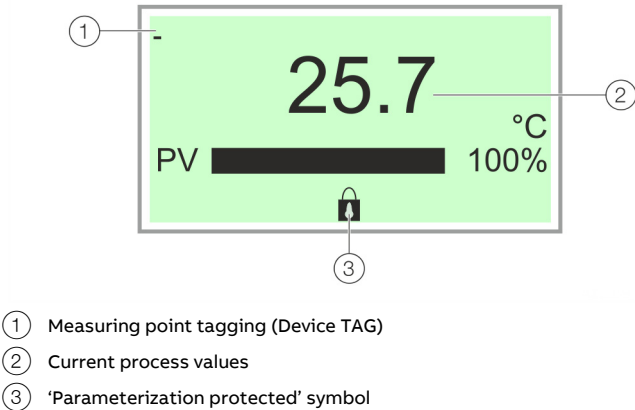 1
-
25.7
2
°C
PV 100%
3
1 Measuring point tagging (Device TAG)
2 Current process values
3 ‘Parameterization protected’ symbol